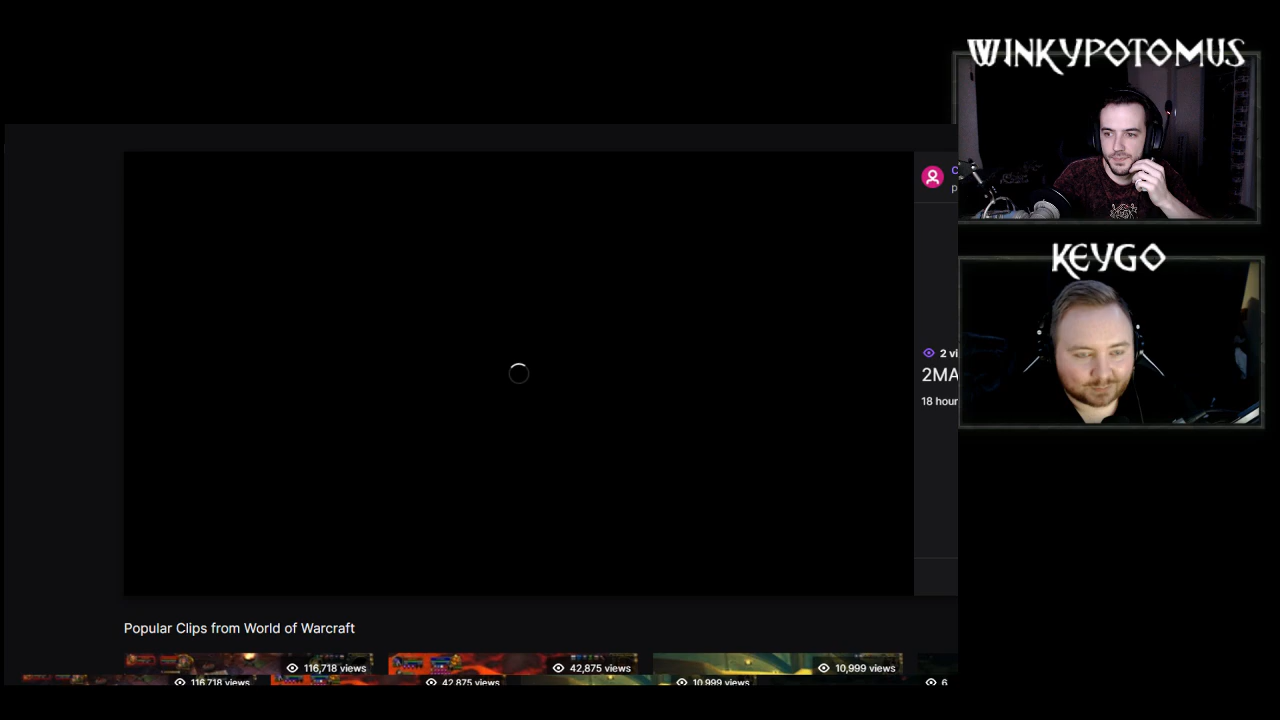 WINKYPOTOMUS
KEYGO
2 vi
2MA
18 hour
Popular Clips from World of Warcraft
116,718 views
42,875 views
10,999 views
116,718 views
42,875 views
10,999 views
6